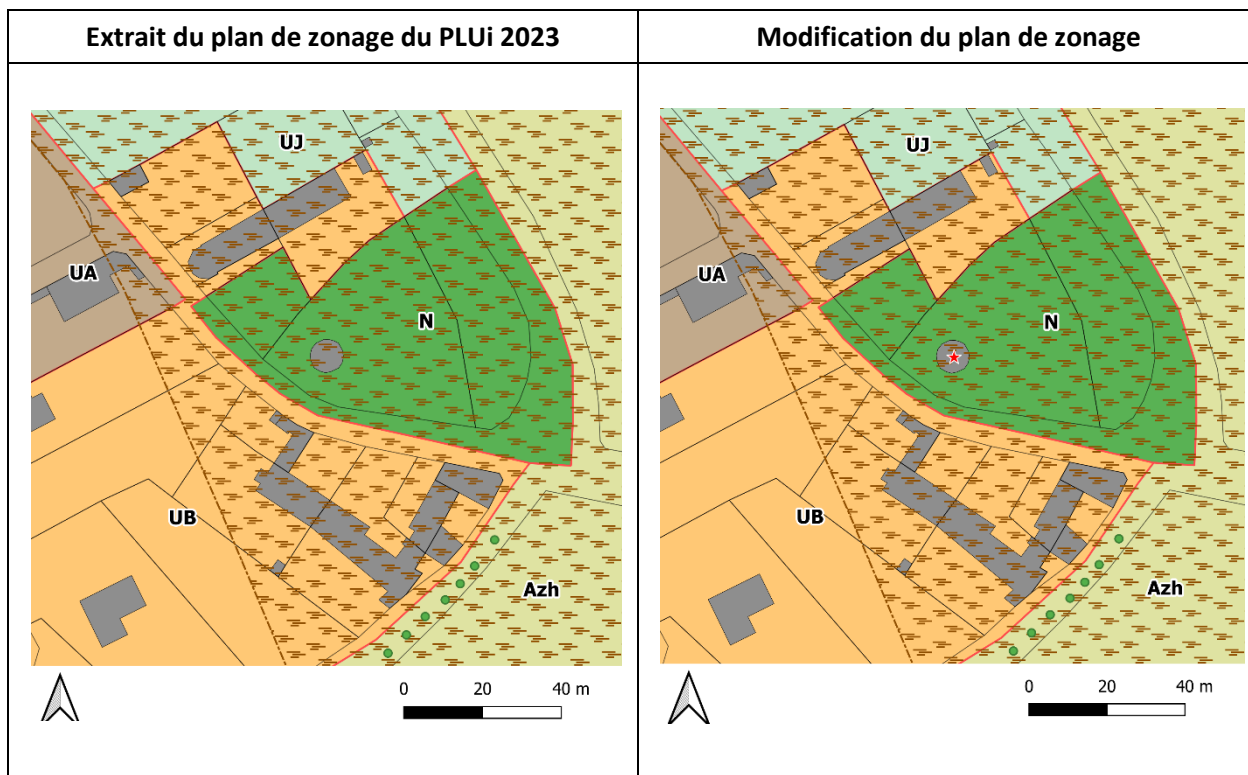 Extrait du plan de zonage du PLUi 2023
Modification du plan de zonage
UJ
UA
N
UB
Azh
0 20 40 m
UJ
UA
N
UB
Azh
0 20 40 m